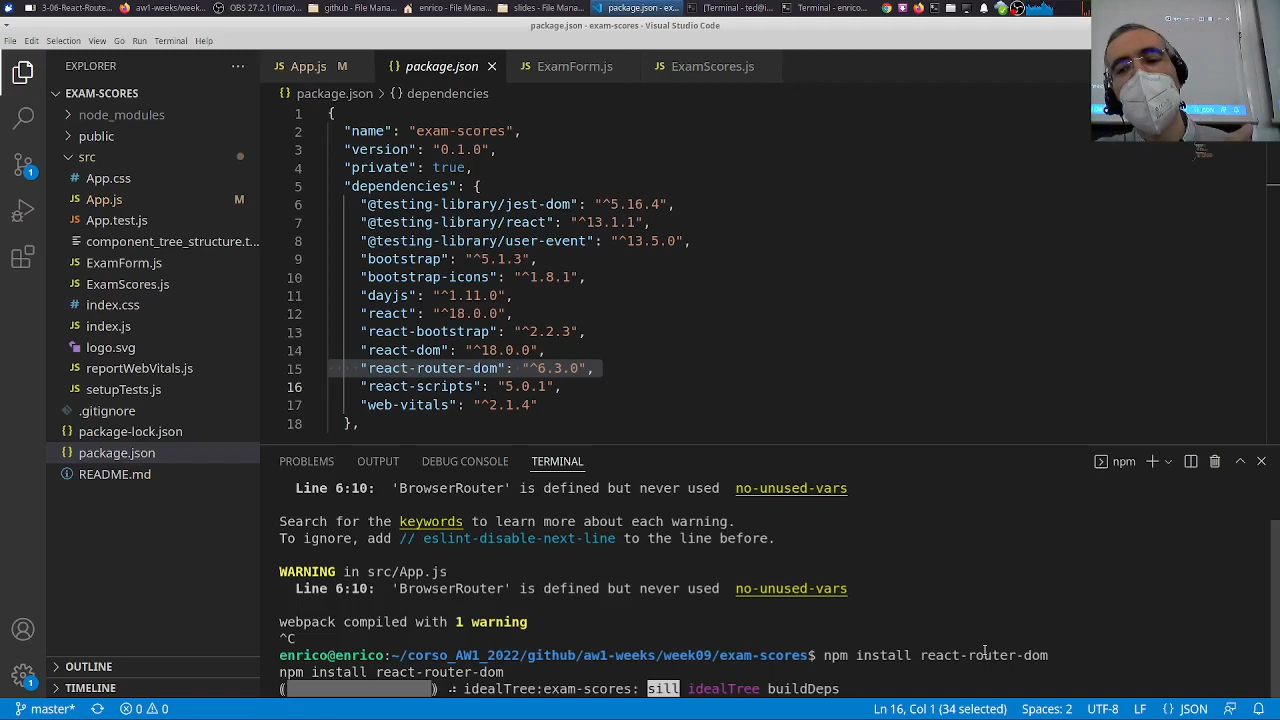 3-06-React-Rout...
aw1-weeks/week...
OBS 27.2.1 (linux)...
github - File Mana...
enrico - File Mana...
slides - File Mana...
package.json - ex...
[Terminal - ted@i...
[Terminal - enrico...
package.json - exam-scores - Visual Studio Code
File Edit Selection View Go Run Terminal Help
EXPLORER
EXAM-SCORES
node_modules
public
src
App.css
App.js M
App.test.js
component_tree_structure.t...
ExamForm.js
ExamScores.js
index.css
index.js
logo.svg
reportWebVitals.js
setupTests.js
.gitignore
package-lock.json
package.json
README.md
OUTLINE
TIMELINE
1
1
JS App.js M
{} package.json
JS ExamForm.js
JS ExamScores.js
{} package.json > {} dependencies
1 {
2 "name": "exam-scores",
3 "version": "0.1.0",
4 "private": true,
5 "dependencies": {
6 "@testing-library/jest-dom": "^5.16.4",
7 "@testing-library/react": "^13.1.1",
8 "@testing-library/user-event": "^13.5.0",
9 "bootstrap": "^5.1.3",
10 "bootstrap-icons": "^1.8.1",
11 "dayjs": "^1.11.0",
12 "react": "^18.0.0",
13 "react-bootstrap": "^2.2.3",
14 "react-dom": "^18.0.0",
15 "react-router-dom": "^6.3.0",
16 "react-scripts": "5.0.1",
17 "web-vitals": "^2.1.4"
18 },
PROBLEMS OUTPUT DEBUG CONSOLE TERMINAL
npm
Line 6:10: 'BrowserRouter' is defined but never used no-unused-vars
Search for the keywords to learn more about each warning.
To ignore, add // eslint-disable-next-line to the line before.
WARNING in src/App.js
Line 6:10: 'BrowserRouter' is defined but never used no-unused-vars
webpack compiled with 1 warning
^C
enrico@enrico:~/corso_AW1_2022/github/aw1-weeks/week09/exam-scores$ npm install react-router-dom
npm install react-router-dom
( ) ⠼ idealTree:exam-scores: sill idealTree buildDeps
master* 0 0 Ln 16, Col 1 (34 selected) Spaces: 2 UTF-8 LF {} JSON